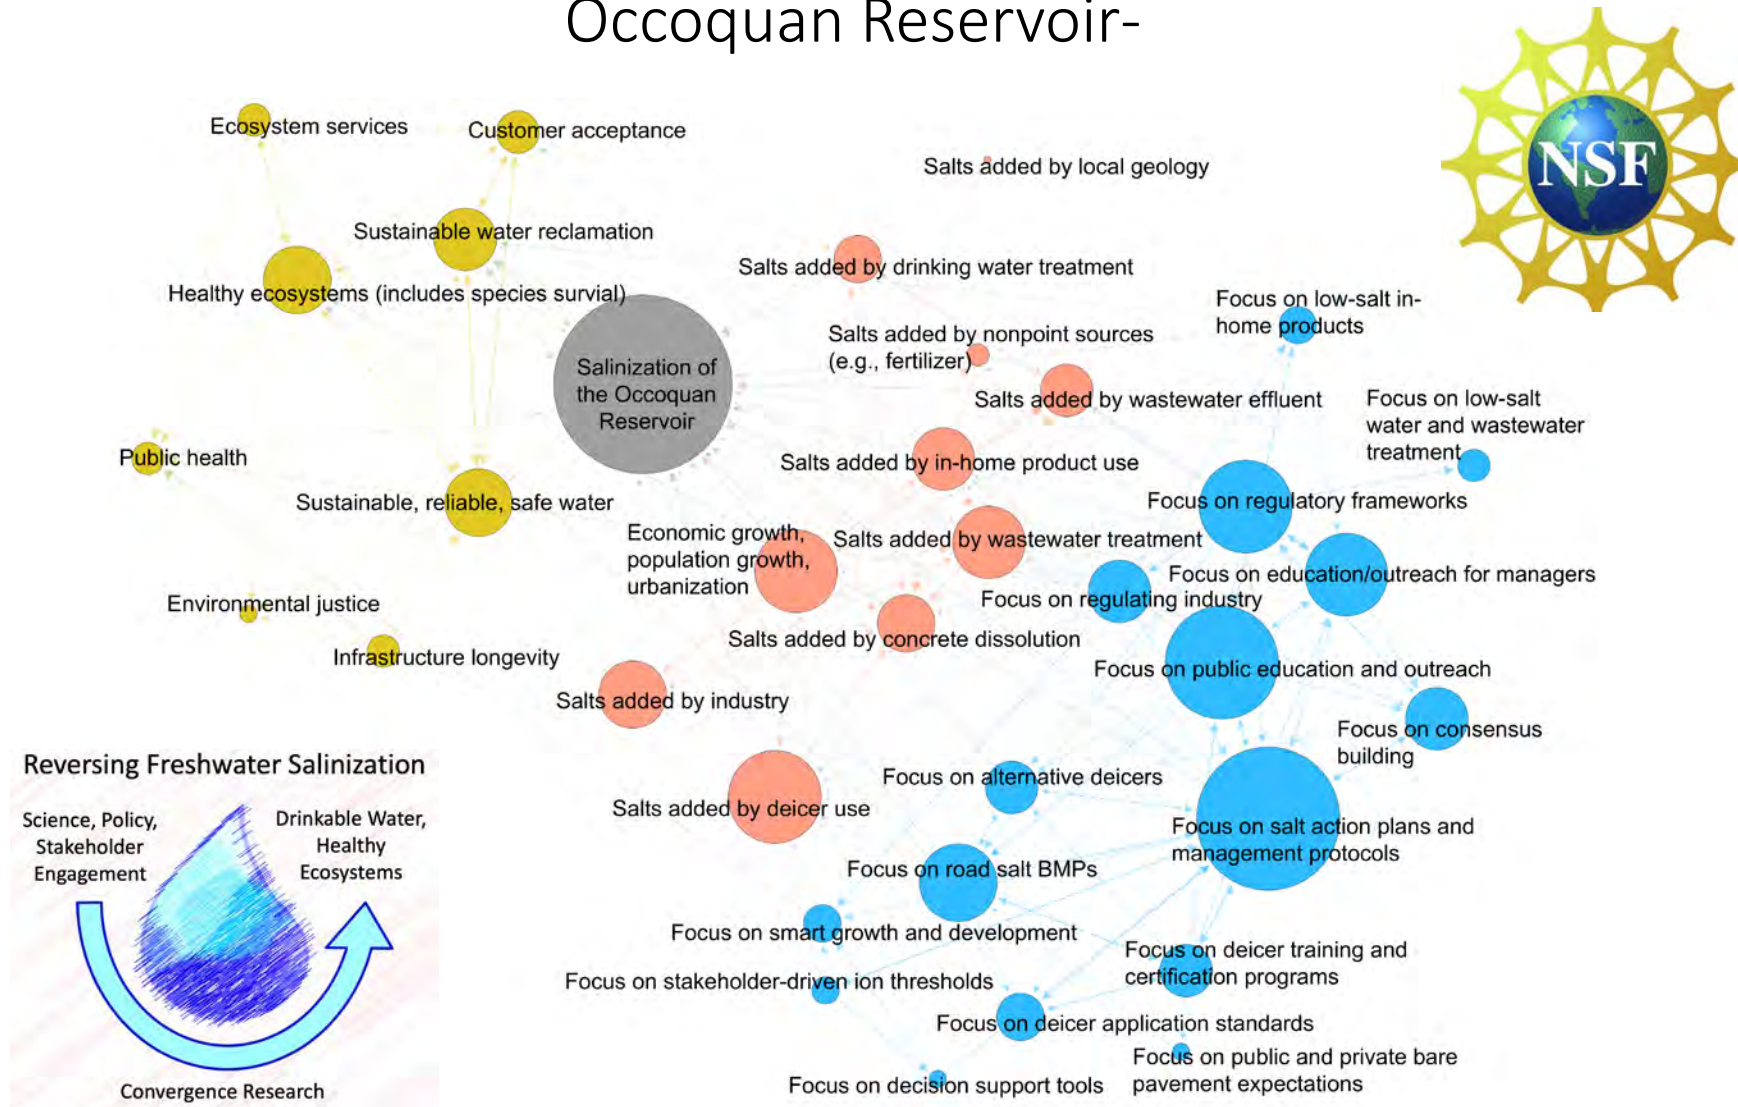 Occoquan Reservoir-
NSF
Ecosystem services
Customer acceptance
Salts added by local geology
Sustainable water reclamation
Salts added by drinking water treatment
Healthy ecosystems (includes species survial)
Focus on low-salt in-
home products
Salts added by nonpoint sources
(e.g., fertilizer)
Salinization of
the Occoquan
Reservoir
Salts added by wastewater effluent
Focus on low-salt
water and wastewater
treatment
Public health
Salts added by in-home product use
Sustainable, reliable, safe water
Focus on regulatory frameworks
Economic growth,
population growth,
urbanization
Salts added by wastewater treatment
Focus on education/outreach for managers
Focus on regulating industry
Environmental justice
Salts added by concrete dissolution
Infrastructure longevity
Focus on public education and outreach
Salts added by industry
Focus on consensus
building
Focus on alternative deicers
Salts added by deicer use
Focus on salt action plans and
management protocols
Focus on road salt BMPs
Focus on smart growth and development
Focus on deicer training and
certification programs
Focus on stakeholder-driven ion thresholds
Focus on deicer application standards
Focus on public and private bare
pavement expectations
Focus on decision support tools
Reversing Freshwater Salinization
Science, Policy,
Stakeholder
Engagement
Drinkable Water,
Healthy
Ecosystems
Convergence Research